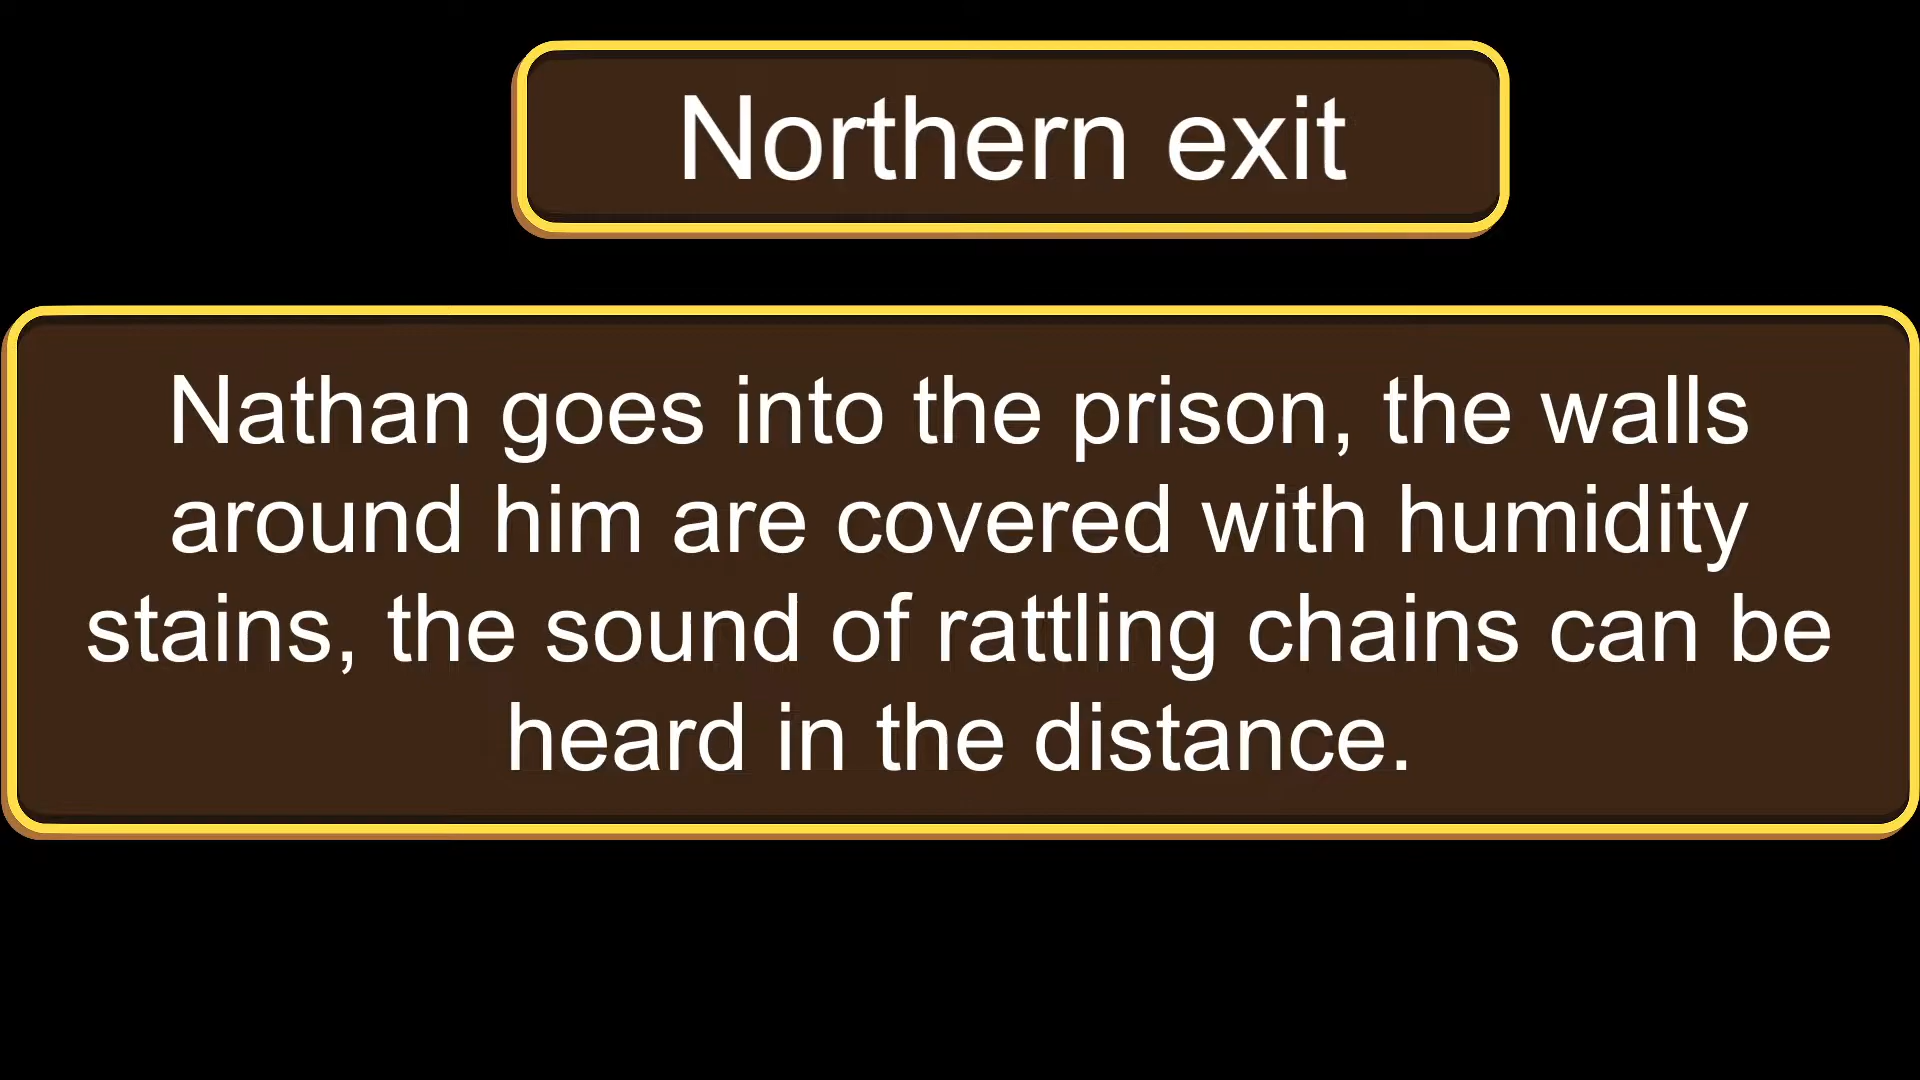 Northern exit
Nathan goes into the prison, the walls
around him are covered with humidity
stains, the sound of rattling chains can be
heard in the distance.